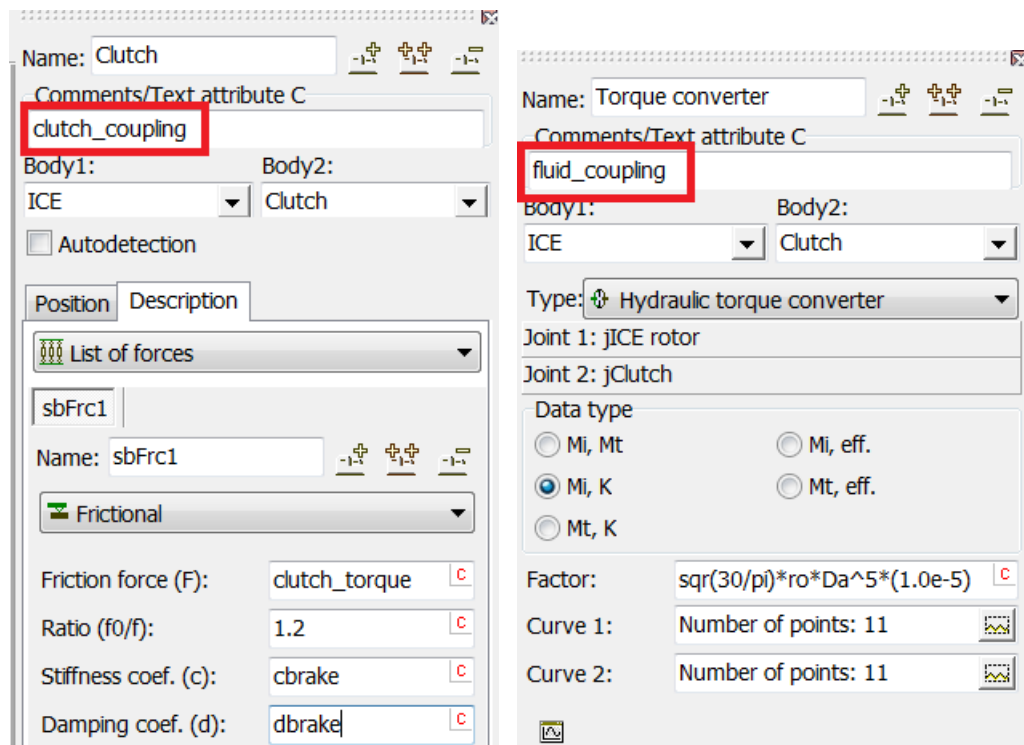 Name: Clutch
Comments/Text attribute C
clutch_coupling
Body1: Body2:
ICE Clutch
Autodetection
Position Description
List of forces
sbFrc1
Name: sbFrc1
Frictional
Friction force (F): clutch_torque C
Ratio (f0/f): 1.2 C
Stiffness coef. (c): cbrake C
Damping coef. (d): dbrake C
Name: Torque converter
Comments/Text attribute C
fluid_coupling
Body1: Body2:
ICE Clutch
Type: Hydraulic torque converter
Joint 1: jICE rotor
Joint 2: jClutch
Data type
Mi, Mt Mi, eff.
Mi, K Mt, eff.
Mt, K
Factor: sqr(30/pi)*ro*Da^5*(1.0e-5) C
Curve 1: Number of points: 11
Curve 2: Number of points: 11